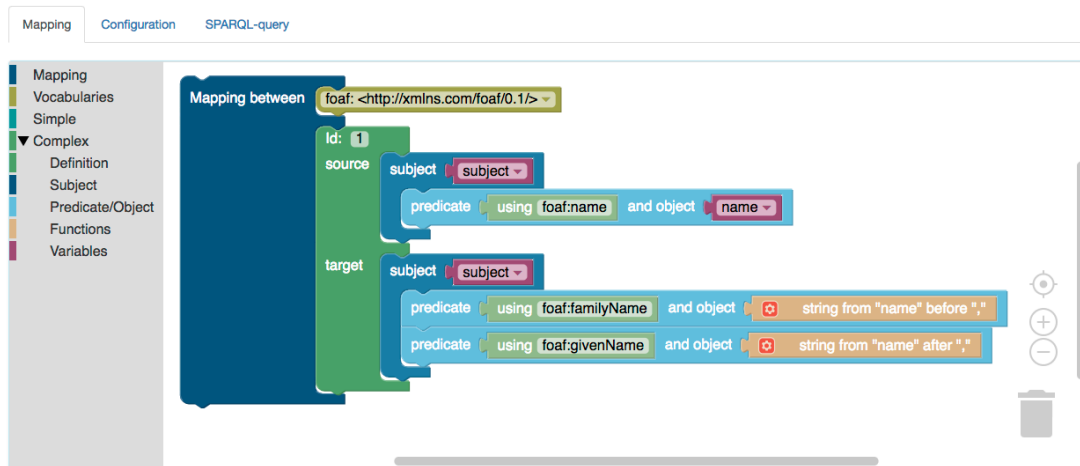 Mapping Configuration SPARQL-query
Mapping
Vocabularies
Simple
Complex
Definition
Subject
Predicate/Object
Functions
Variables
Mapping between foaf: <http://xmlns.com/foaf/0.1/>
Id: 1
source subject subject
predicate using foaf:name and object name
target subject subject
predicate using foaf:familyName and object string from "name" before ","
predicate using foaf:givenName and object string from "name" after ","